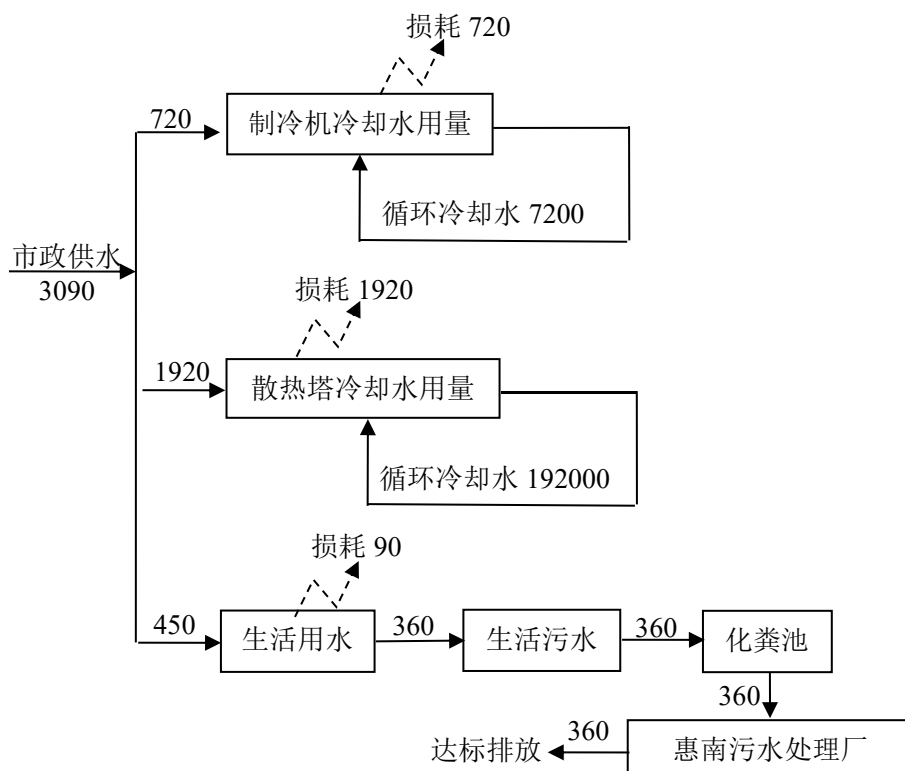 损耗 720
720
制冷机冷却水用量
循环冷却水 7200
市政供水
3090
损耗 1920
1920
散热塔冷却水用量
循环冷却水 192000
损耗 90
450
生活用水
360
生活污水
360
化粪池
360
达标排放
360
惠南污水处理厂